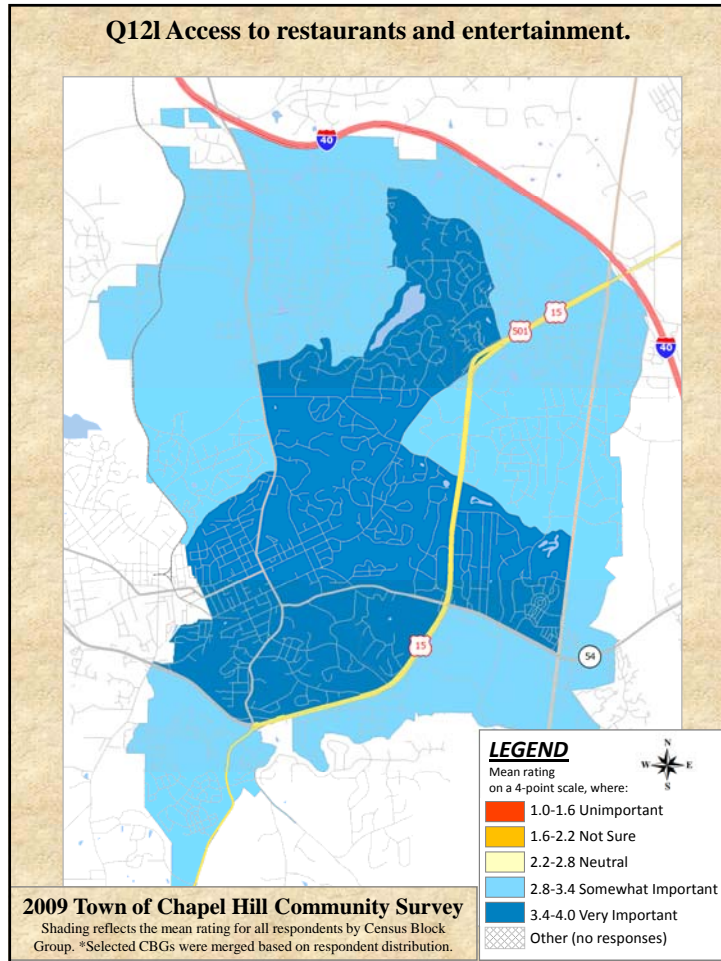 Q12l Access to restaurants and entertainment.
40
15
501
40
15
54
LEGEND
Mean rating
on a 4-point scale, where:
N
W E
S
1.0-1.6 Unimportant
1.6-2.2 Not Sure
2.2-2.8 Neutral
2.8-3.4 Somewhat Important
3.4-4.0 Very Important
Other (no responses)
2009 Town of Chapel Hill Community Survey
Shading reflects the mean rating for all respondents by Census Block
Group. *Selected CBGs were merged based on respondent distribution.